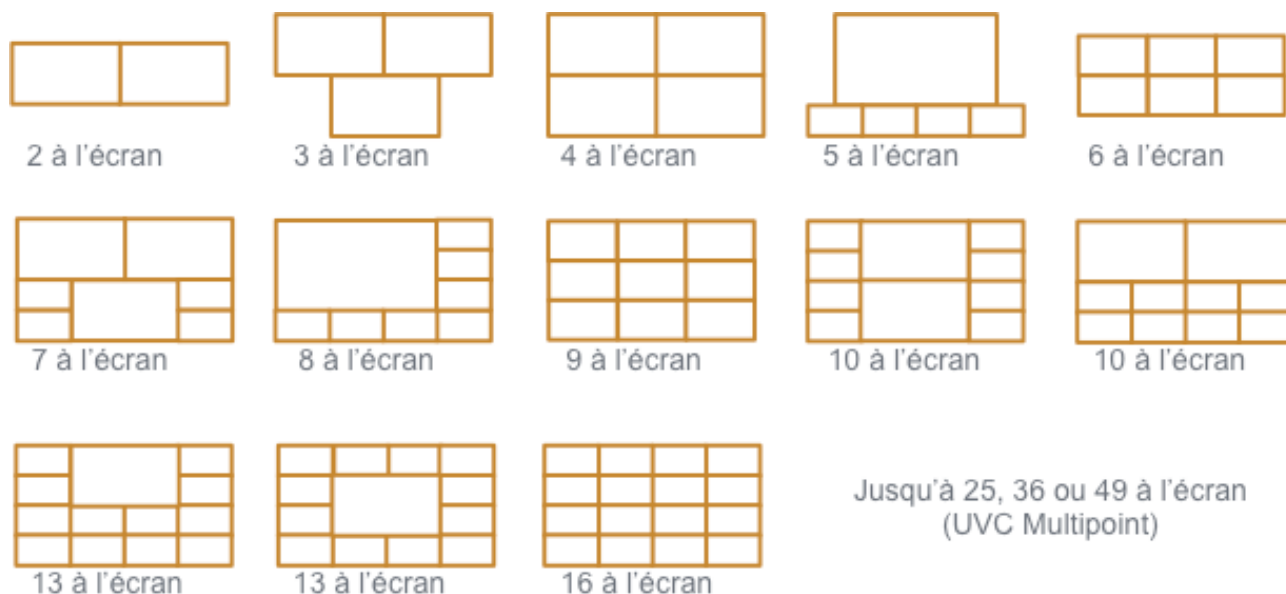 2 à l'écran
3 à l'écran
4 à l'écran
5 à l'écran
6 à l'écran
7 à l'écran
8 à l'écran
9 à l'écran
10 à l'écran
10 à l'écran
13 à l'écran
13 à l'écran
16 à l'écran
Jusqu'à 25, 36 ou 49 à l'écran
(UVC Multipoint)